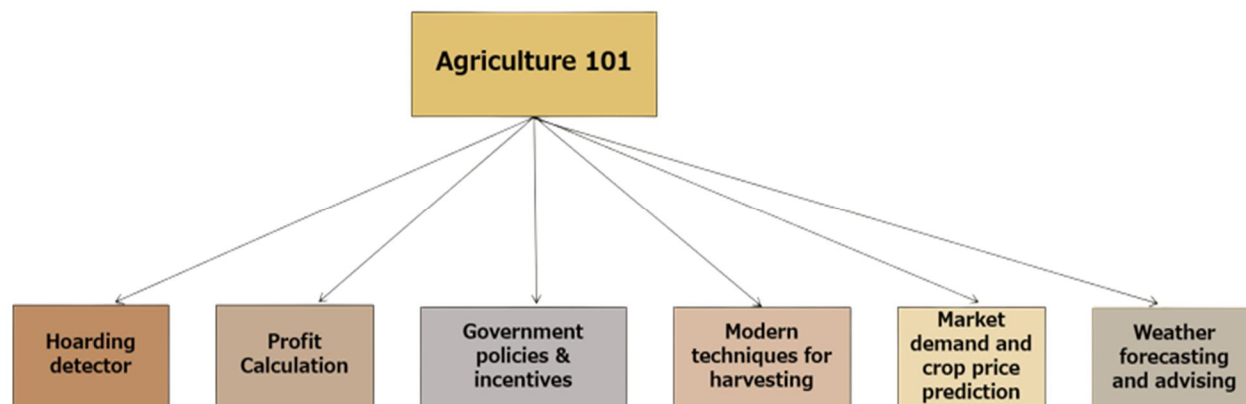 Agriculture 101
Hoarding
detector
Profit
Calculation
Government
policies &
incentives
Modern
techniques for
harvesting
Market
demand and
crop price
prediction
Weather
forecasting
and advising